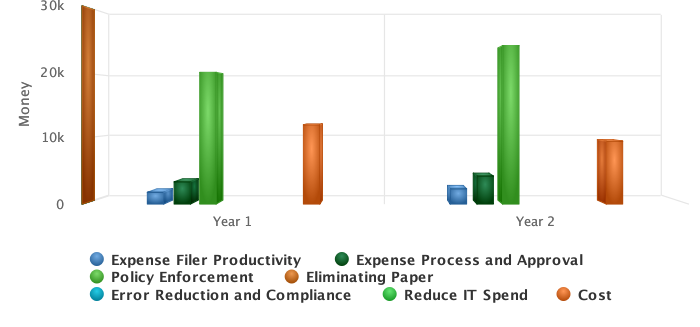 30k
20k
10k
0
Money
Year 1 Year 2
Expense Filer Productivity Expense Process and Approval
Policy Enforcement Eliminating Paper
Error Reduction and Compliance Reduce IT Spend Cost